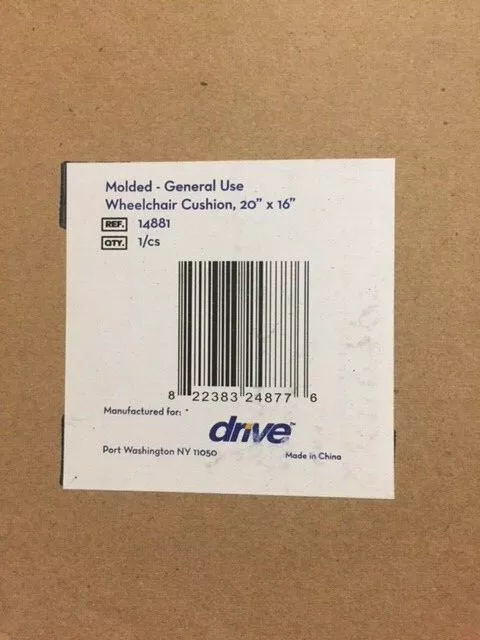 Molded - General Use
Wheelchair Cushion, 20" x 16"
REF. 14881
QTY. 1/cs
8 22383 24877 6
Manufactured for:
drive™
Port Washington NY 11050
Made in China